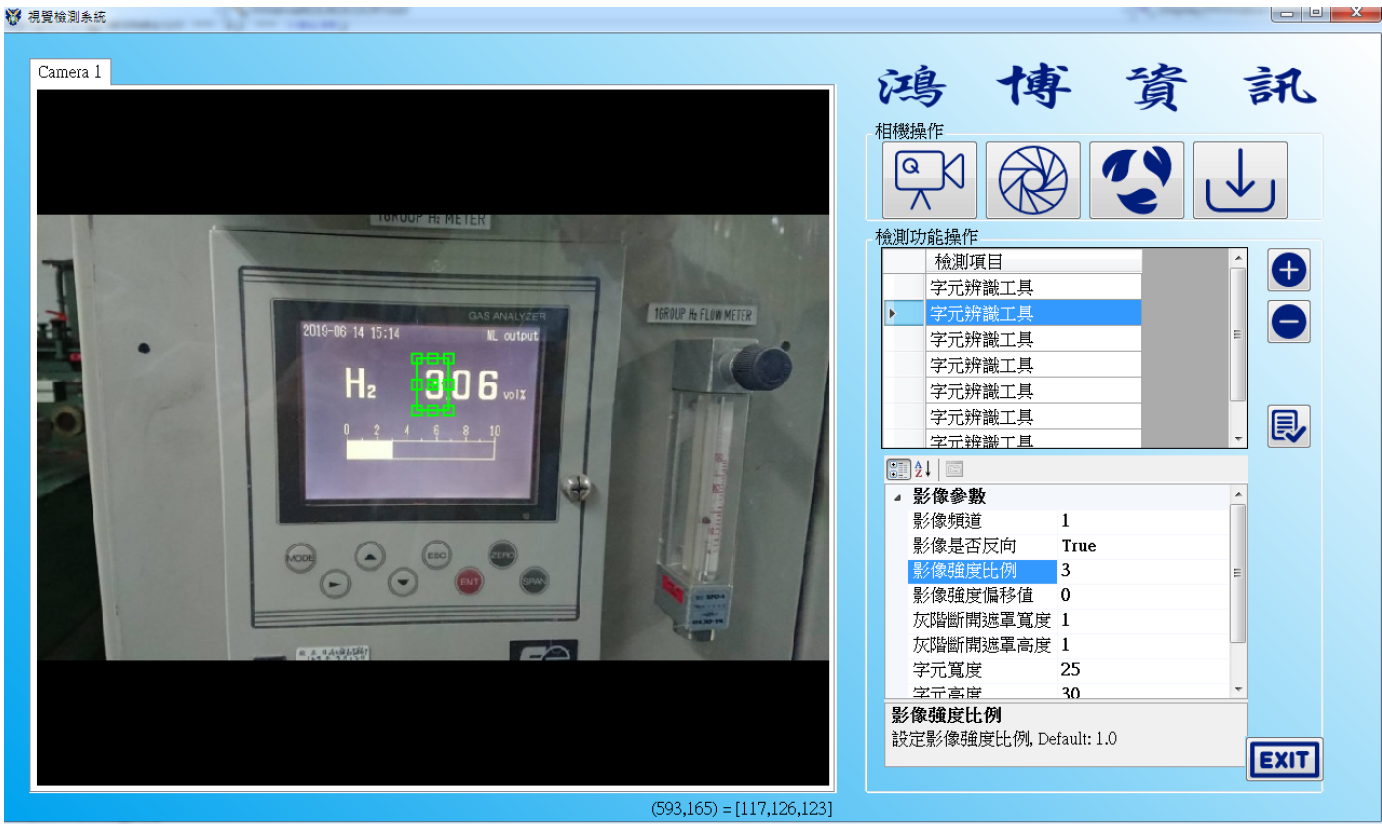 視覺檢測系統
Camera 1
鴻博資訊
相機操作
Q
檢測功能操作
檢測項目
字元辨識工具
字元辨識工具
字元辨識工具
字元辨識工具
字元辨識工具
字元辨識工具
字元辨識工具
影像參數
影像頻道 1
影像是否反向 True
影像強度比例 3
影像強度偏移值 0
灰階斷開遮罩寬度 1
灰階斷開遮罩高度 1
字元寬度 25
字元高度 30
影像強度比例
設定影像強度比例, Default: 1.0
EXIT
(593,165) = [117,126,123]
16ROUP H₂ METER
GAS ANALYZER
2019-06 14 15:14
NL output
H₂ 3.06 vol%
0 2 4 6 8 10
MODE ESC ZERO
ENT SPAN
16ROUP H₂ FLOW METER